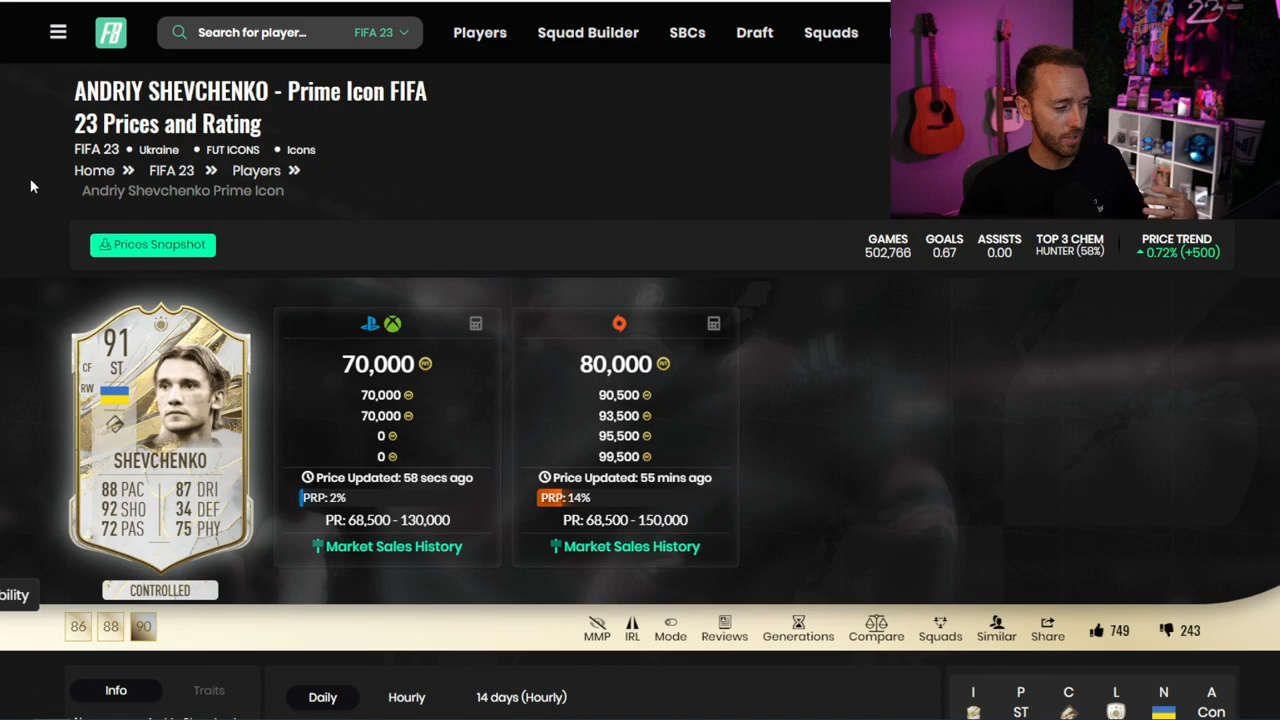 FB
Search for player...
FIFA 23
Players
Squad Builder
SBCs
Draft
Squads
23
ANDRIY SHEVCHENKO - Prime Icon FIFA
23 Prices and Rating
FIFA 23 • Ukraine • FUT ICONS • Icons
Home » FIFA 23 » Players »
Andriy Shevchenko Prime Icon
Prices Snapshot
GAMES
502,766
GOALS
0.67
ASSISTS
0.00
TOP 3 CHEM
HUNTER (58%)
PRICE TREND
0.72% (+500)
91
ST
CF
RW
SHEVCHENKO
88 PAC
92 SHO
72 PAS
87 DRI
34 DEF
75 PHY
CONTROLLED
70,000
70,000
70,000
0
0
Price Updated: 58 secs ago
PRP: 2%
PR: 68,500 - 130,000
Market Sales History
80,000
90,500
93,500
95,500
99,500
Price Updated: 55 mins ago
PRP: 14%
PR: 68,500 - 150,000
Market Sales History
bility
86
88
90
MMP
IRL
Mode
Reviews
Generations
Compare
Squads
Similar
Share
749
243
Info
Traits
Daily
Hourly
14 days (Hourly)
I P C L N A
ST
Con